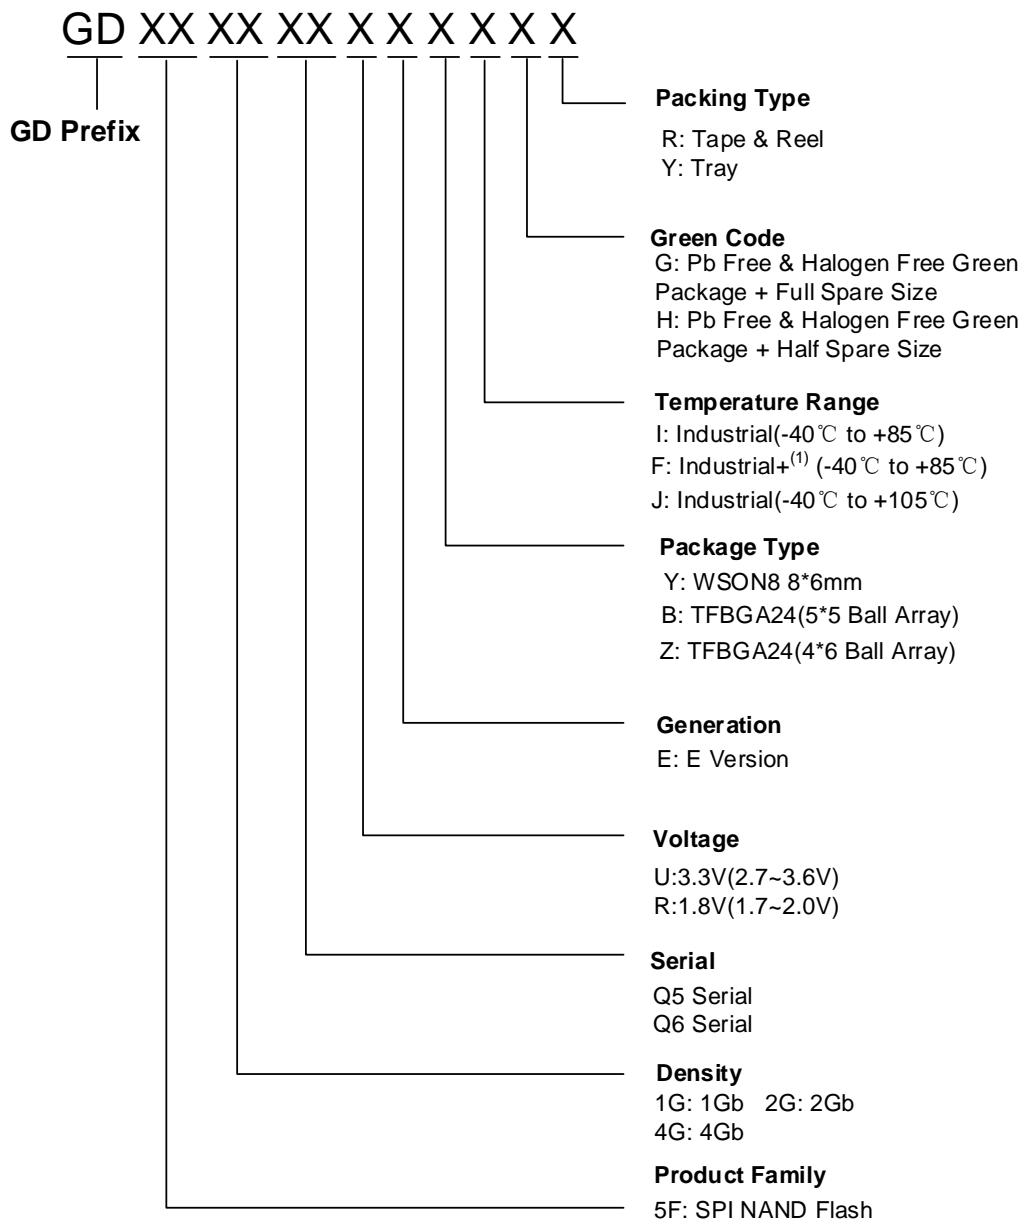 GD XX XX XX X X X X X X
GD Prefix
Packing Type
R: Tape & Reel
Y: Tray
Green Code
G: Pb Free & Halogen Free Green
Package + Full Spare Size
H: Pb Free & Halogen Free Green
Package + Half Spare Size
Temperature Range
I: Industrial(-40℃ to +85℃)
F: Industrial+(1) (-40℃ to +85℃)
J: Industrial(-40℃ to +105℃)
Package Type
Y: WSON8 8*6mm
B: TFBGA24(5*5 Ball Array)
Z: TFBGA24(4*6 Ball Array)
Generation
E: E Version
Voltage
U:3.3V(2.7~3.6V)
R:1.8V(1.7~2.0V)
Serial
Q5 Serial
Q6 Serial
Density
1G: 1Gb 2G: 2Gb
4G: 4Gb
Product Family
5F: SPI NAND Flash